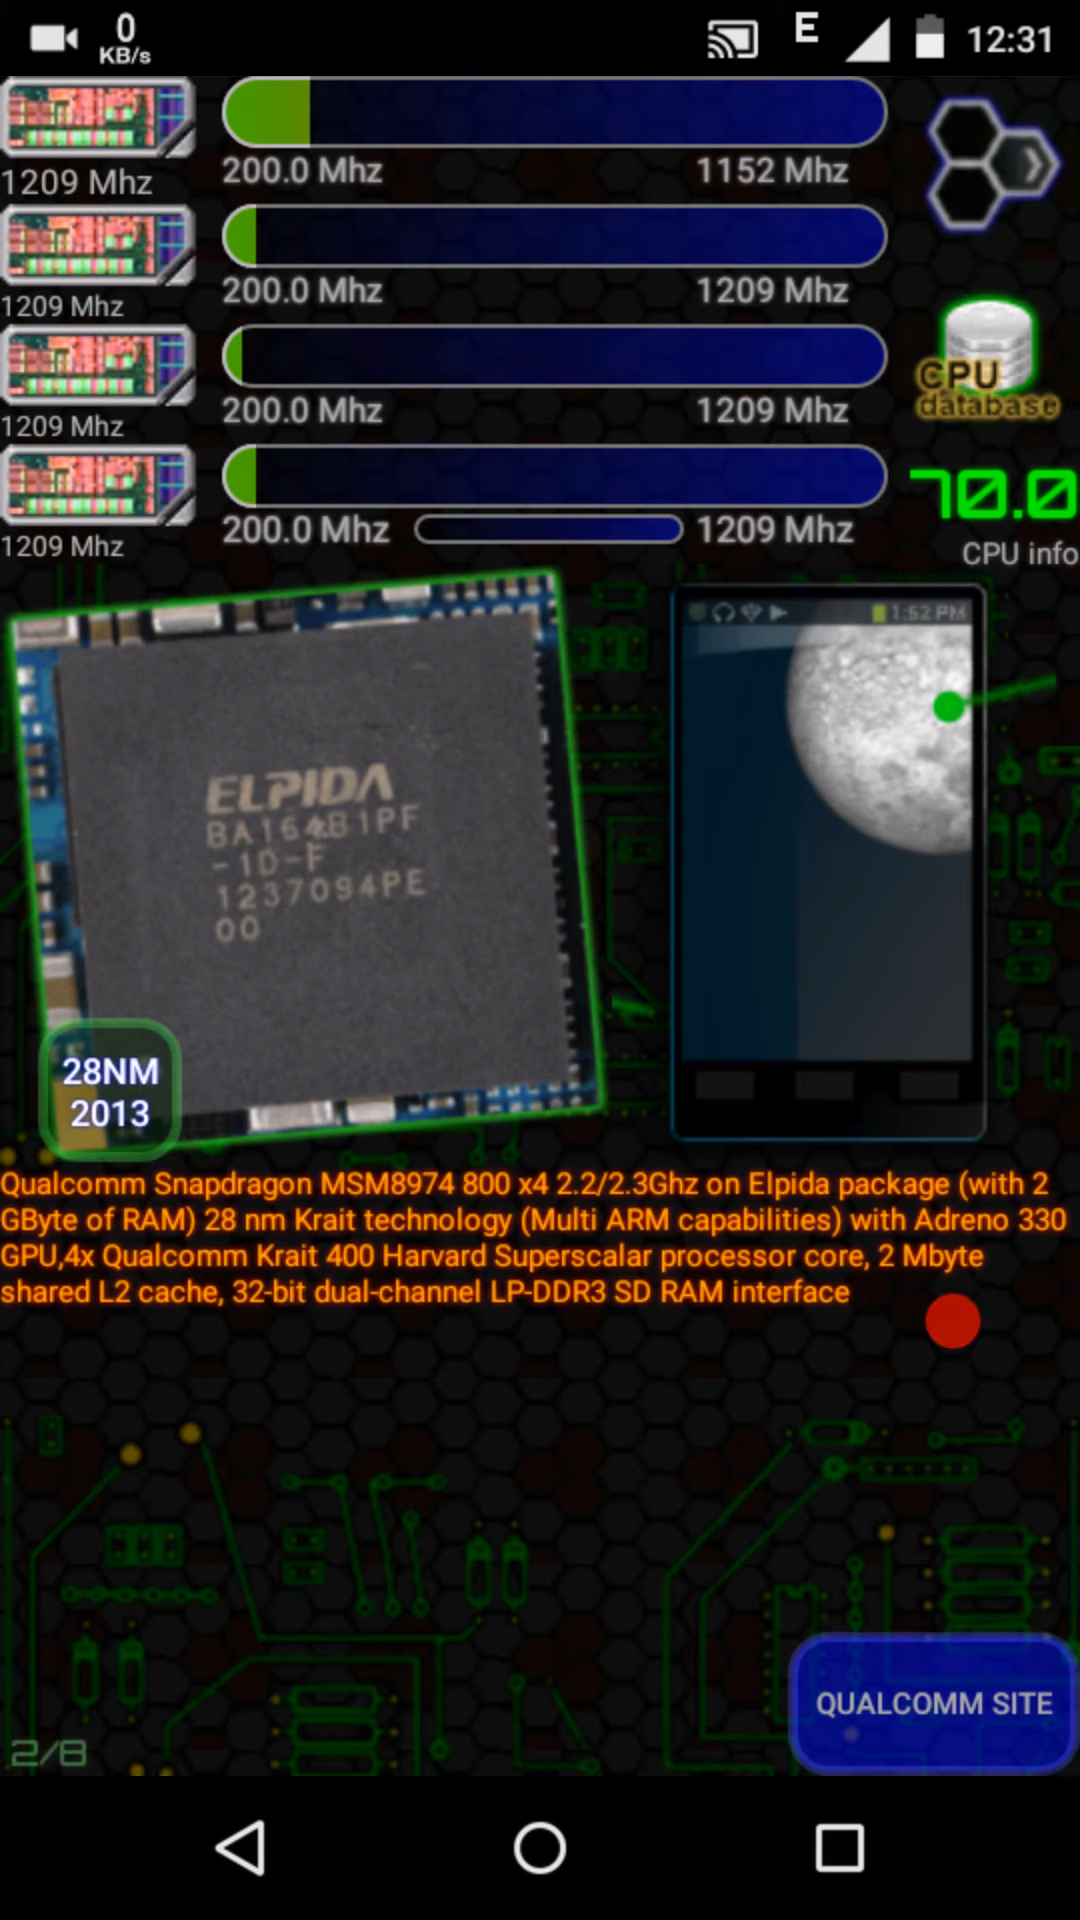 0
KB/s
E
12:31
1209 Mhz
200.0 Mhz
1152 Mhz
1209 Mhz
200.0 Mhz
1209 Mhz
1209 Mhz
200.0 Mhz
1209 Mhz
1209 Mhz
200.0 Mhz
1209 Mhz
CPU
database
70.0
CPU info
1:52 PM
ELPIDA
BA164B1PF
-1D-F
1237094PE
00
28NM
2013
Qualcomm Snapdragon MSM8974 800 x4 2.2/2.3Ghz on Elpida package (with 2
GByte of RAM) 28 nm Krait technology (Multi ARM capabilities) with Adreno 330
GPU,4x Qualcomm Krait 400 Harvard Superscalar processor core, 2 Mbyte
shared L2 cache, 32-bit dual-channel LP-DDR3 SD RAM interface
QUALCOMM SITE
2/8